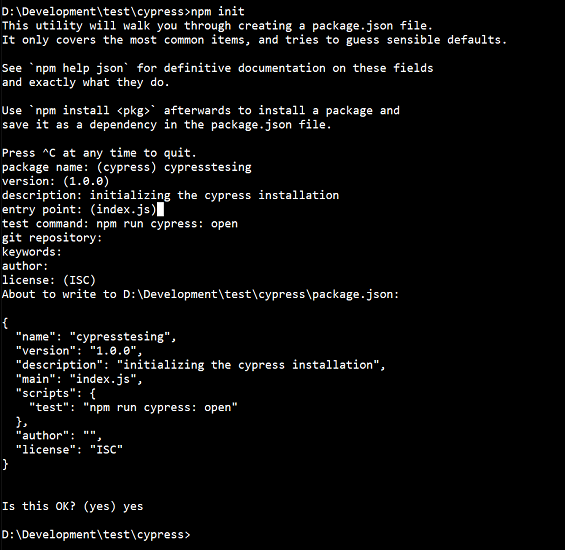 D:\Development\test\cypress>npm init
This utility will walk you through creating a package.json file.
It only covers the most common items, and tries to guess sensible defaults.
See `npm help json` for definitive documentation on these fields
and exactly what they do.
Use `npm install <pkg>` afterwards to install a package and
save it as a dependency in the package.json file.
Press ^C at any time to quit.
package name: (cypress) cypresstesing
version: (1.0.0)
description: initializing the cypress installation
entry point: (index.js)
test command: npm run cypress: open
git repository:
keywords:
author:
license: (ISC)
About to write to D:\Development\test\cypress\package.json:
{
  "name": "cypresstesing",
  "version": "1.0.0",
  "description": "initializing the cypress installation",
  "main": "index.js",
  "scripts": {
    "test": "npm run cypress: open"
  },
  "author": "",
  "license": "ISC"
}
Is this OK? (yes) yes
D:\Development\test\cypress>